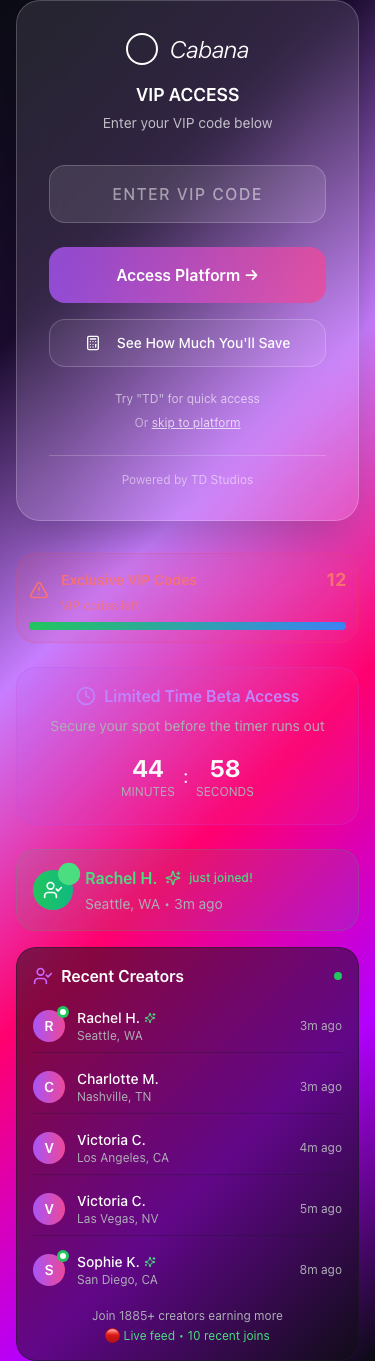 Cabana
VIP ACCESS
Enter your VIP code below
ENTER VIP CODE
Access Platform →
See How Much You'll Save
Try "TD" for quick access
Or skip to platform
Powered by TD Studios
Exclusive VIP Codes 12
Limited Time Beta Access
Secure your spot before the timer runs out
44 : 58
MINUTES SECONDS
Rachel H. just joined!
Seattle, WA • 3m ago
Recent Creators
R Rachel H. 3m ago
Seattle, WA
C Charlotte M. 3m ago
Nashville, TN
V Victoria C. 4m ago
Los Angeles, CA
V Victoria C. 5m ago
Las Vegas, NV
S Sophie K. 8m ago
San Diego, CA
Join 1885+ creators earning more
🔴 Live feed • 10 recent joins